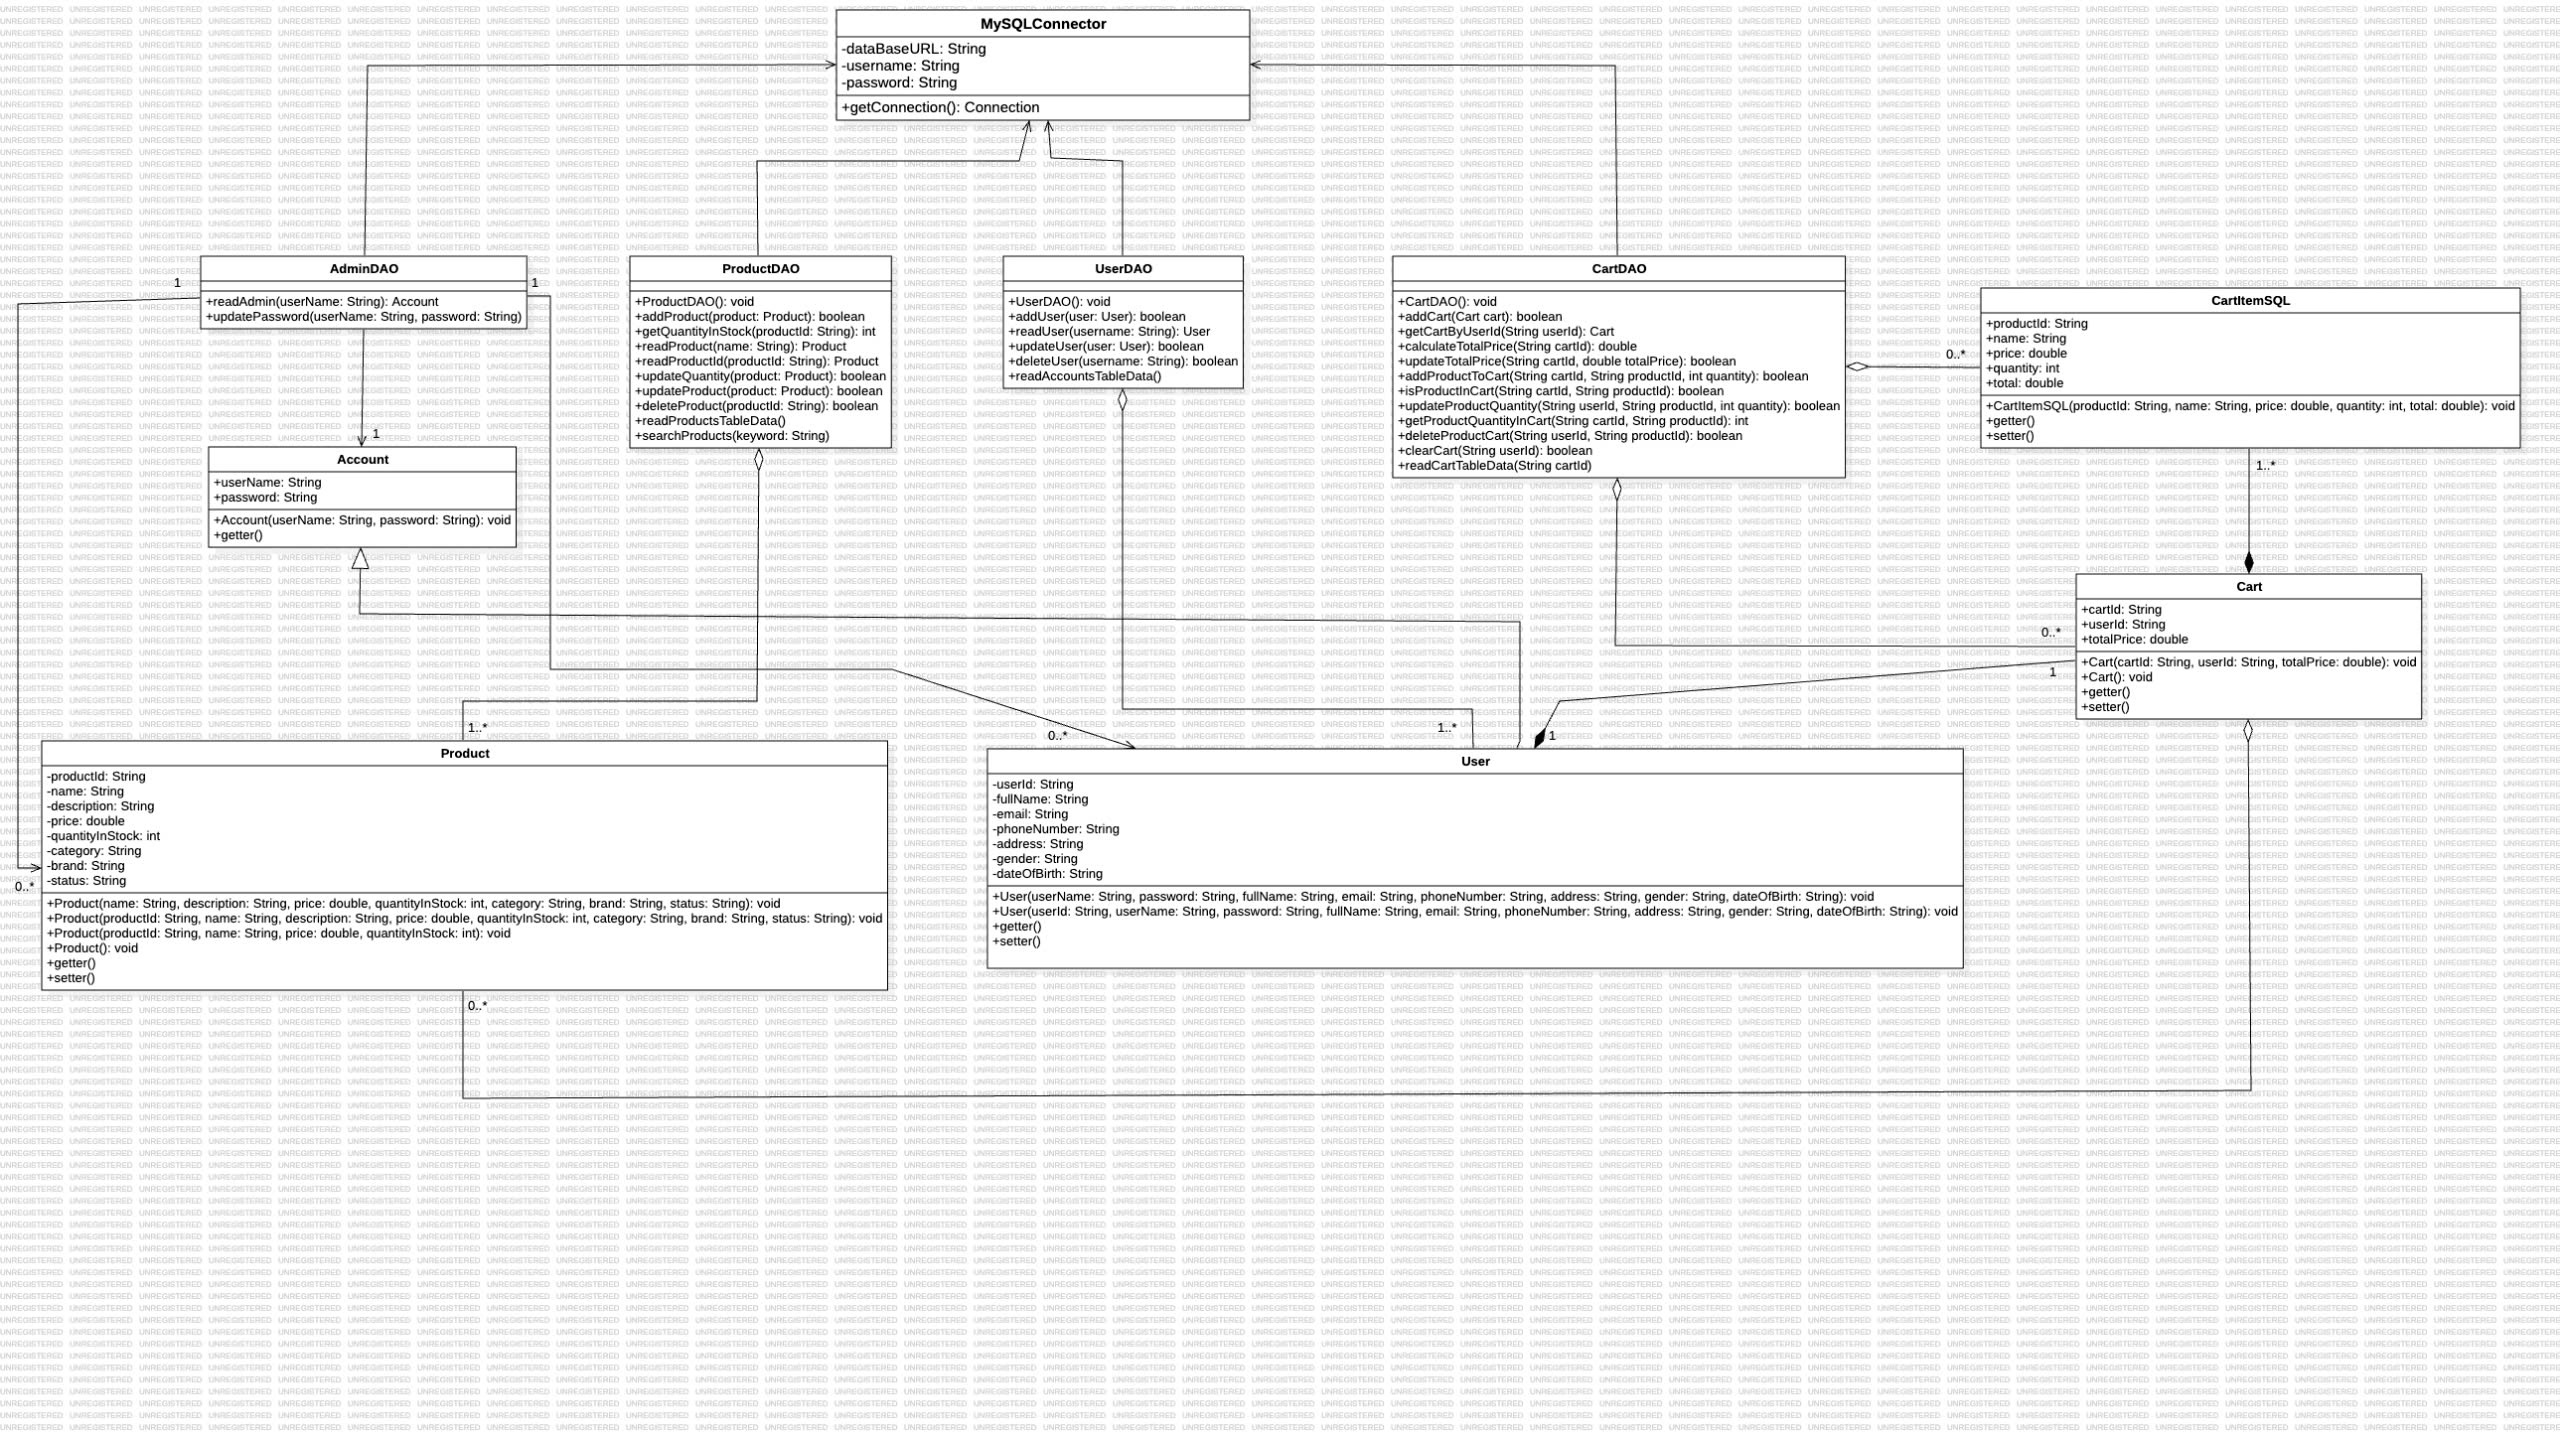 MySQLConnector
-dataBaseURL: String
-username: String
-password: String
+getConnection(): Connection
AdminDAO
+readAdmin(userName: String): Account
+updatePassword(userName: String, password: String)
1
1
ProductDAO
+ProductDAO(): void
+addProduct(product: Product): boolean
+getQuantityInStock(productId: String): int
+readProduct(name: String): Product
+readProductId(productId: String): Product
+updateQuantity(product: Product): boolean
+updateProduct(product: Product): boolean
+deleteProduct(productId: String): boolean
+readProductsTableData()
+searchProducts(keyword: String)
UserDAO
+UserDAO(): void
+addUser(user: User): boolean
+readUser(username: String): User
+updateUser(user: User): boolean
+deleteUser(username: String): boolean
+readAccountsTableData()
CartDAO
+CartDAO(): void
+addCart(Cart cart): boolean
+getCartByUserId(String userId): Cart
+calculateTotalPrice(String cartId): double
+updateTotalPrice(String cartId, double totalPrice): boolean
+addProductToCart(String cartId, String productId, int quantity): boolean
+isProductInCart(String cartId, String productId): boolean
+updateProductQuantity(String userId, String productId, int quantity): boolean
+getProductQuantityInCart(String cartId, String productId): int
+deleteProductCart(String userId, String productId): boolean
+clearCart(String userId): boolean
+readCartTableData(String cartId)
0..*
CartItemSQL
+productId: String
+name: String
+price: double
+quantity: int
+total: double
+CartItemSQL(productId: String, name: String, price: double, quantity: int, total: double): void
+getter()
+setter()
1..*
1
Account
+userName: String
+password: String
+Account(userName: String, password: String): void
+getter()
Cart
+cartId: String
+userId: String
+totalPrice: double
+Cart(cartId: String, userId: String, totalPrice: double): void
+Cart(): void
+getter()
+setter()
0..*
1
1..*
0..*
1..*
1
Product
-productId: String
-name: String
-description: String
-price: double
-quantityInStock: int
-category: String
-brand: String
-status: String
+Product(name: String, description: String, price: double, quantityInStock: int, category: String, brand: String, status: String): void
+Product(productId: String, name: String, description: String, price: double, quantityInStock: int, category: String, brand: String, status: String): void
+Product(productId: String, name: String, price: double, quantityInStock: int): void
+Product(): void
+getter()
+setter()
0..*
0..*
User
-userId: String
-fullName: String
-email: String
-phoneNumber: String
-address: String
-gender: String
-dateOfBirth: String
+User(userName: String, password: String, fullName: String, email: String, phoneNumber: String, address: String, gender: String, dateOfBirth: String): void
+User(userId: String, userName: String, password: String, fullName: String, email: String, phoneNumber: String, address: String, gender: String, dateOfBirth: String): void
+getter()
+setter()
UNREGISTERED